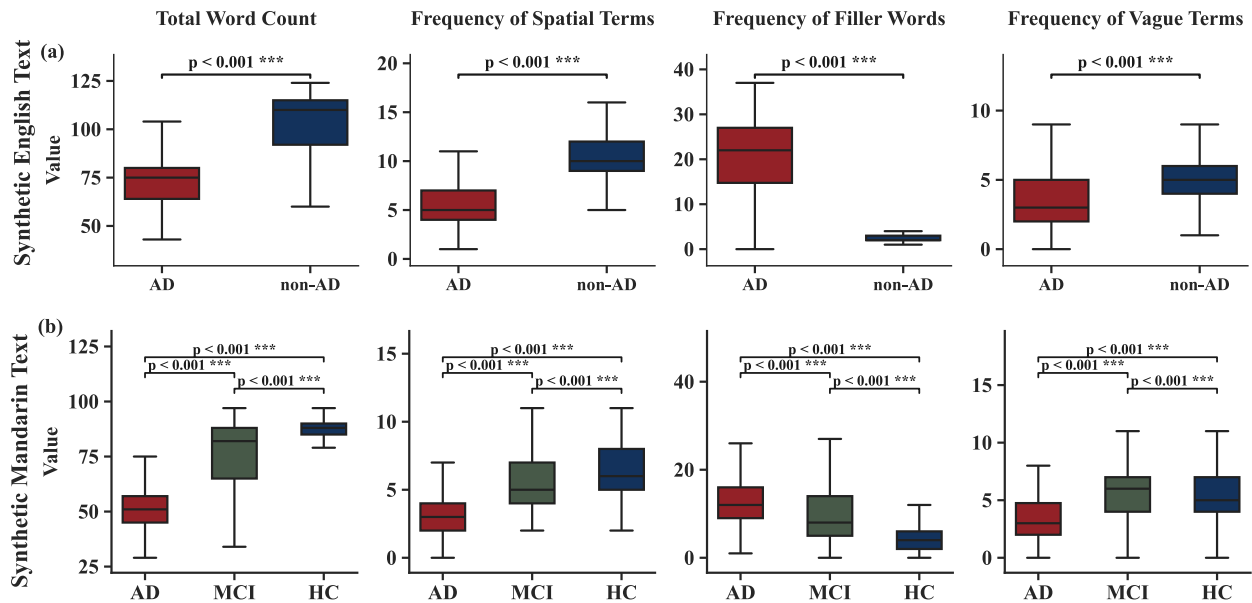 Total Word Count
Frequency of Spatial Terms
Frequency of Filler Words
Frequency of Vague Terms
(a)
Synthetic English Text
Value
125
100
75
50
p < 0.001 ***
AD
non-AD
20
15
10
5
0
p < 0.001 ***
AD
non-AD
40
30
20
10
0
p < 0.001 ***
AD
non-AD
10
5
0
p < 0.001 ***
AD
non-AD
(b)
Synthetic Mandarin Text
Value
125
100
75
50
25
p < 0.001 ***
p < 0.001 ***
p < 0.001 ***
AD
MCI
HC
15
10
5
0
p < 0.001 ***
p < 0.001 ***
p < 0.001 ***
AD
MCI
HC
40
20
0
p < 0.001 ***
p < 0.001 ***
p < 0.001 ***
AD
MCI
HC
15
10
5
0
p < 0.001 ***
p < 0.001 ***
p < 0.001 ***
AD
MCI
HC